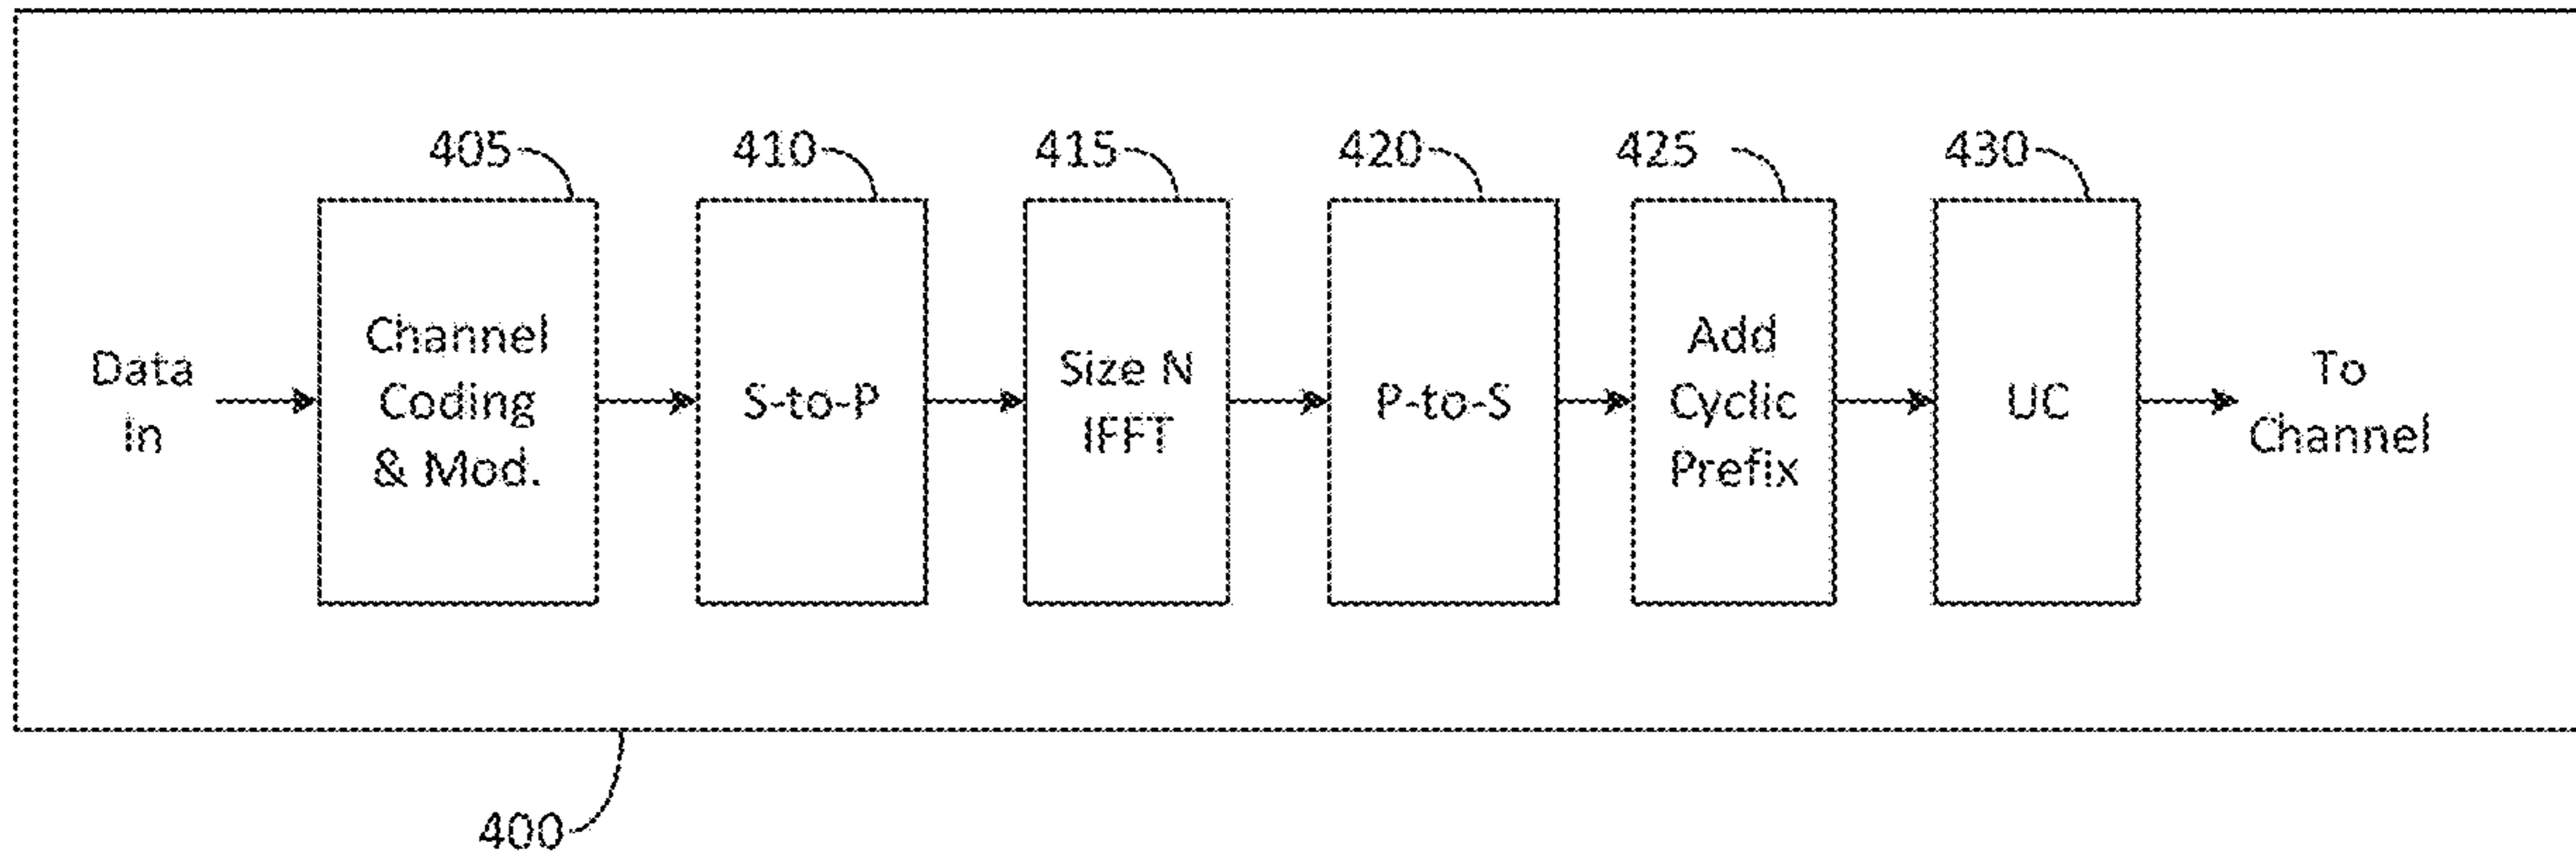 405
410
415
420
425
430
Data
In
Channel
Coding
& Mod.
S-to-P
Size N
IFFT
P-to-S
Add
Cyclic
Prefix
UC
To
Channel
400